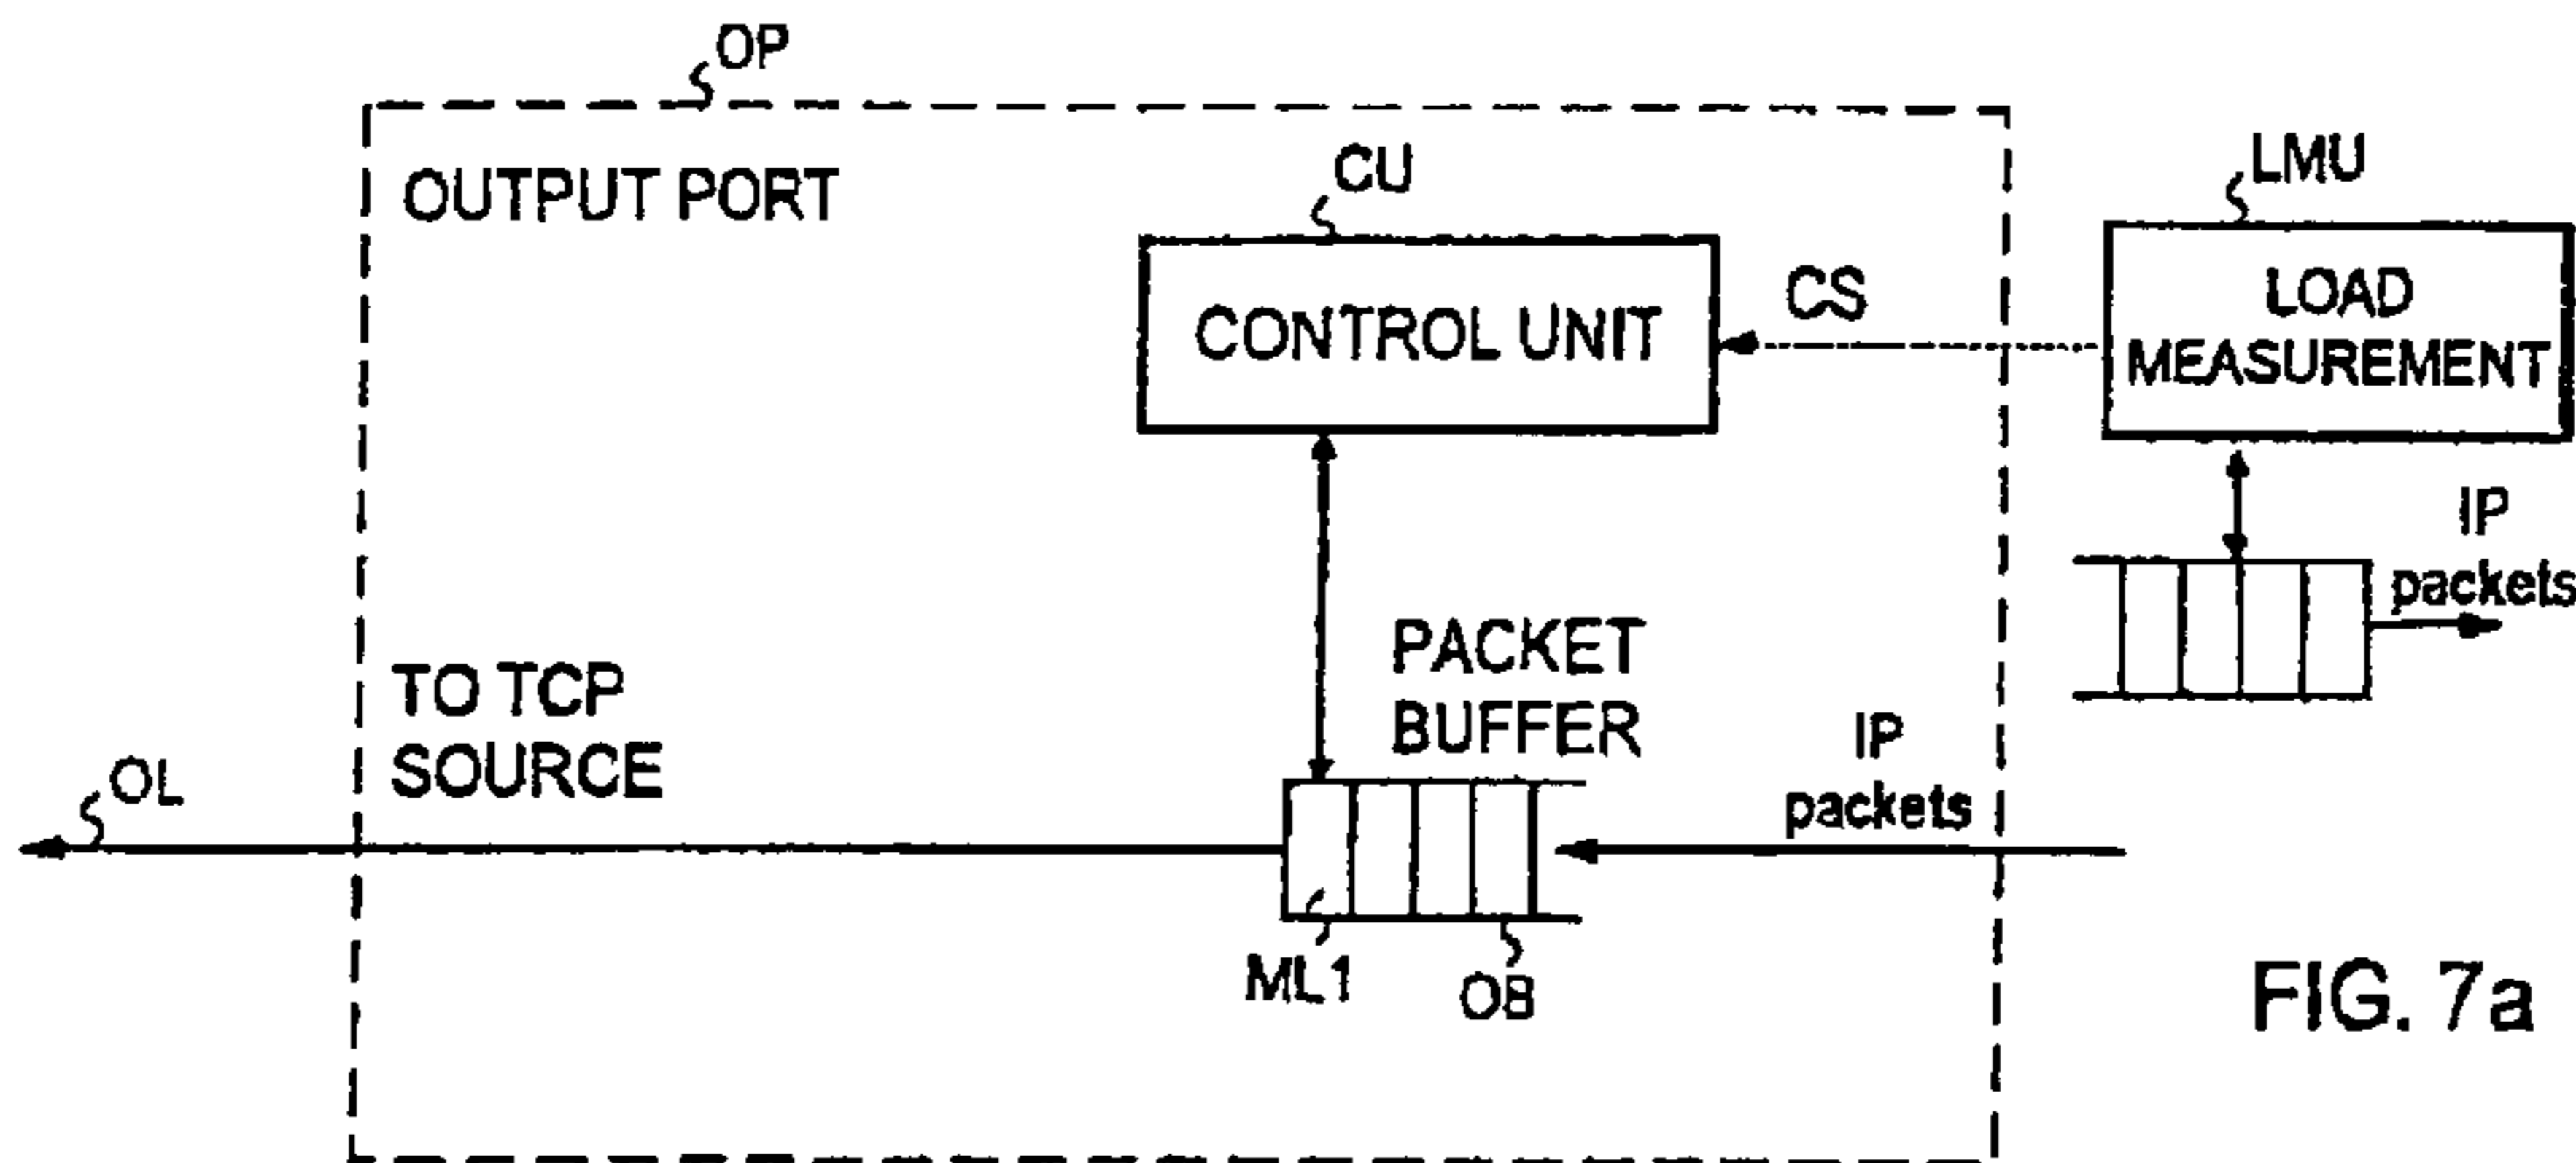 OP
OUTPUT PORT
CU
CONTROL UNIT
CS
LMU
LOAD
MEASUREMENT
IP
packets
PACKET
BUFFER
TO TCP
SOURCE
IP
packets
OL
ML1
OB
FIG. 7a